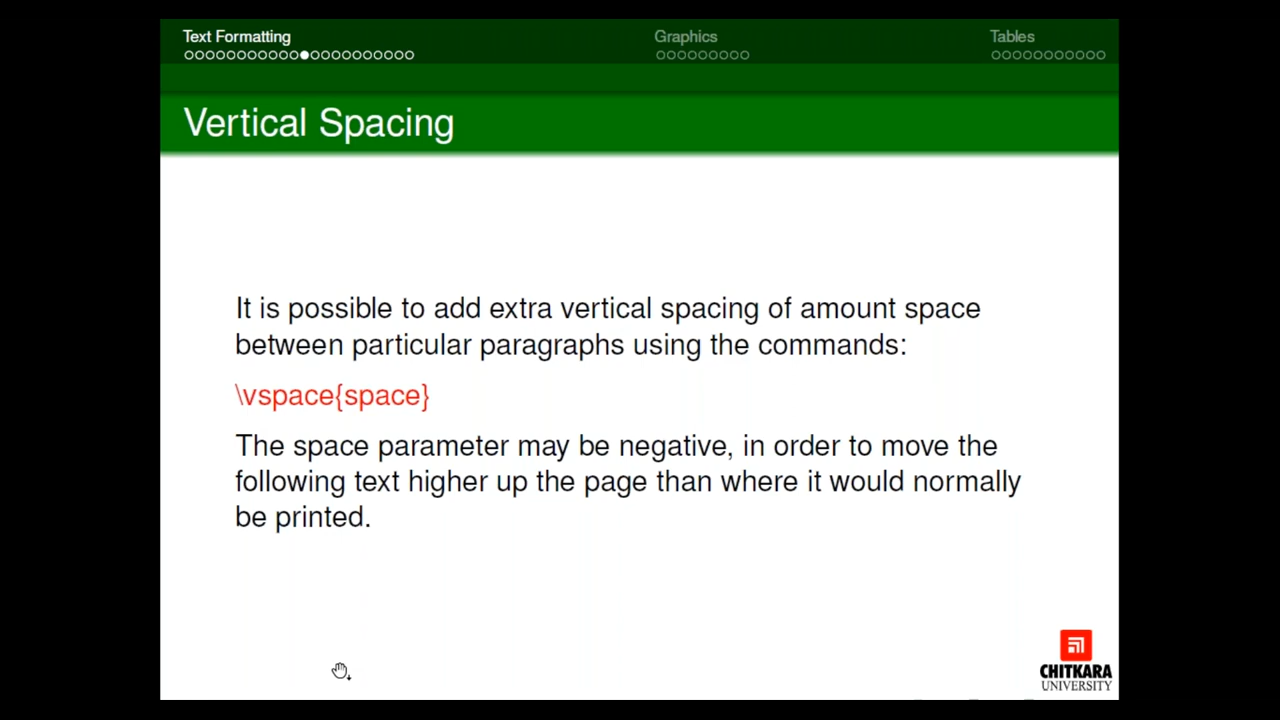 Text Formatting
Graphics
Tables
Vertical Spacing
It is possible to add extra vertical spacing of amount space
between particular paragraphs using the commands:
\vspace{space}
The space parameter may be negative, in order to move the
following text higher up the page than where it would normally
be printed.
CHITKARA
UNIVERSITY